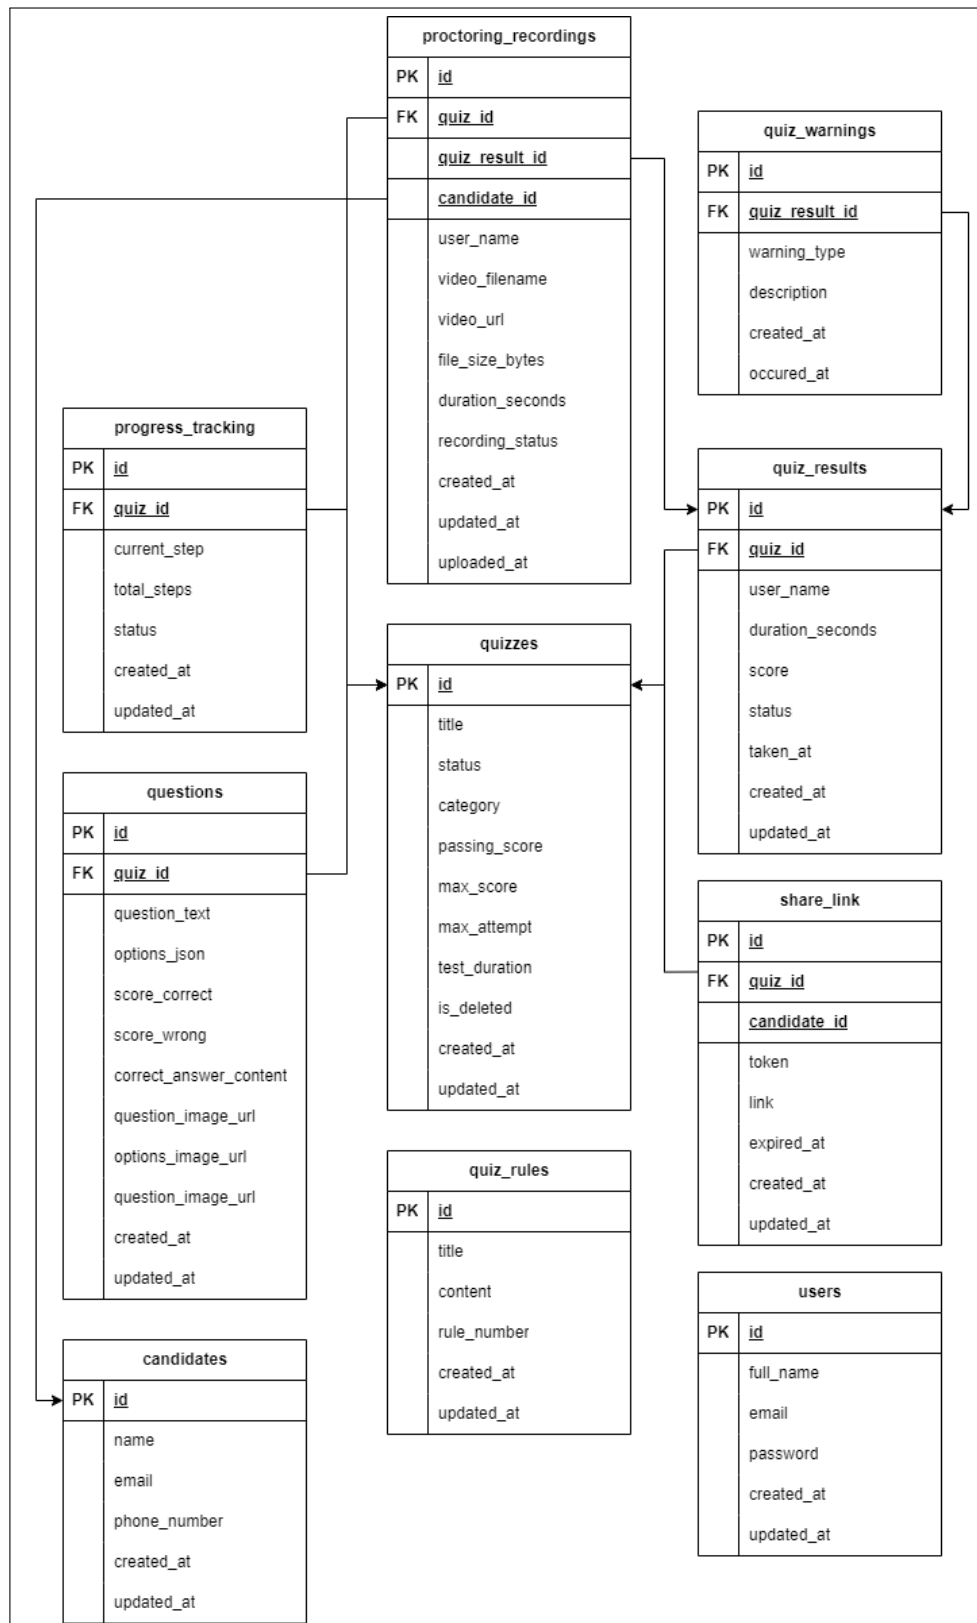 proctoring_recordings
PK id
FK quiz_id
quiz_result_id
candidate_id
user_name
video_filename
video_url
file_size_bytes
duration_seconds
recording_status
created_at
updated_at
uploaded_at
quiz_warnings
PK id
FK quiz_result_id
warning_type
description
created_at
occured_at
progress_tracking
PK id
FK quiz_id
current_step
total_steps
status
created_at
updated_at
quiz_results
PK id
FK quiz_id
user_name
duration_seconds
score
status
taken_at
created_at
updated_at
quizzes
PK id
title
status
category
passing_score
max_score
max_attempt
test_duration
is_deleted
created_at
updated_at
questions
PK id
FK quiz_id
question_text
options_json
score_correct
score_wrong
correct_answer_content
question_image_url
options_image_url
question_image_url
created_at
updated_at
share_link
PK id
FK quiz_id
candidate_id
token
link
expired_at
created_at
updated_at
quiz_rules
PK id
title
content
rule_number
created_at
updated_at
users
PK id
full_name
email
password
created_at
updated_at
candidates
PK id
name
email
phone_number
created_at
updated_at